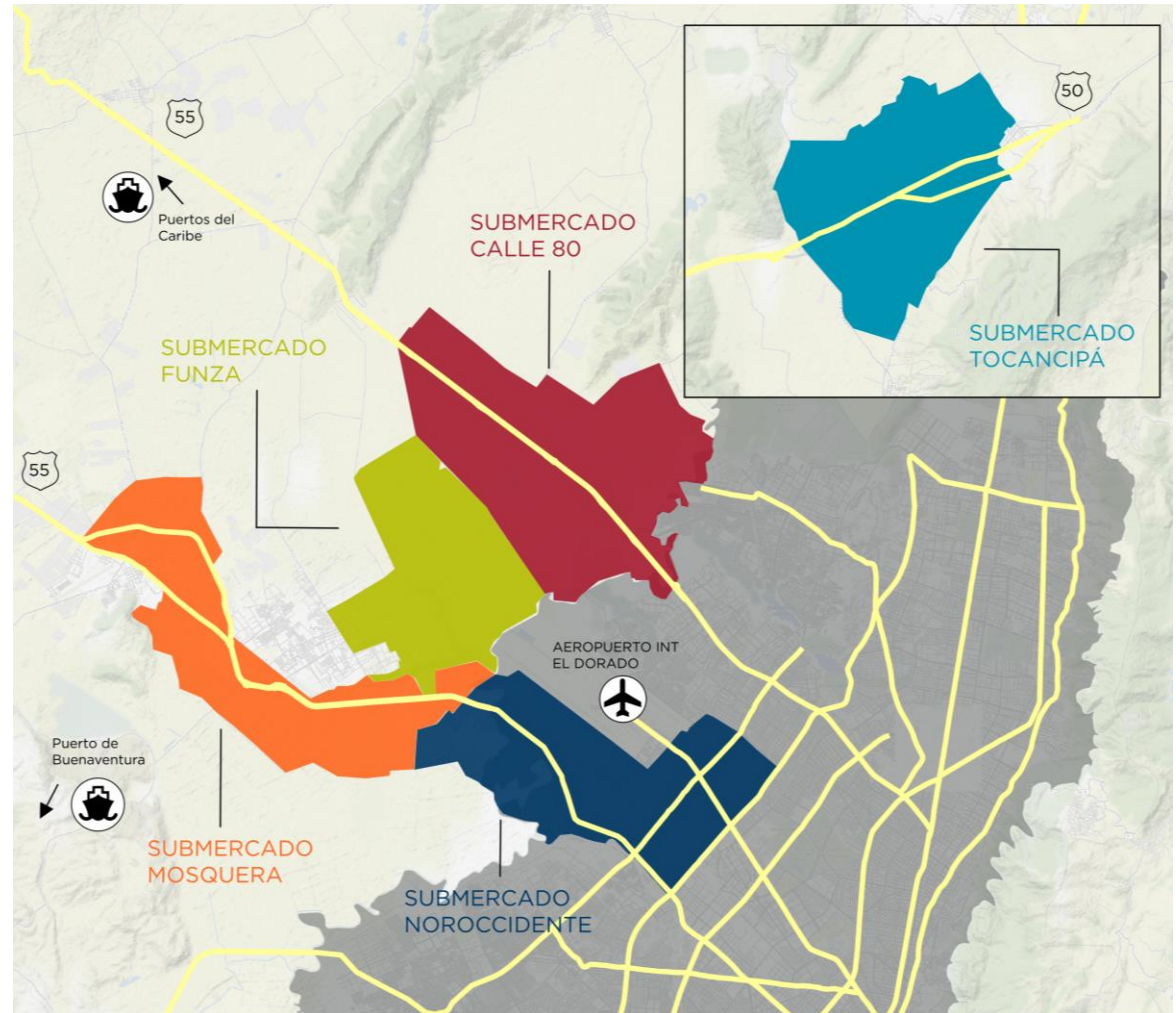 50
55
Puertos del
Caribe
SUBMERCADO
CALLE 80
SUBMERCADO
FUNZA
SUBMERCADO
TOCANCIPÁ
55
AEROPUERTO INT
EL DORADO
Puerto de
Buenaventura
SUBMERCADO
MOSQUERA
SUBMERCADO
NOROCCIDENTE